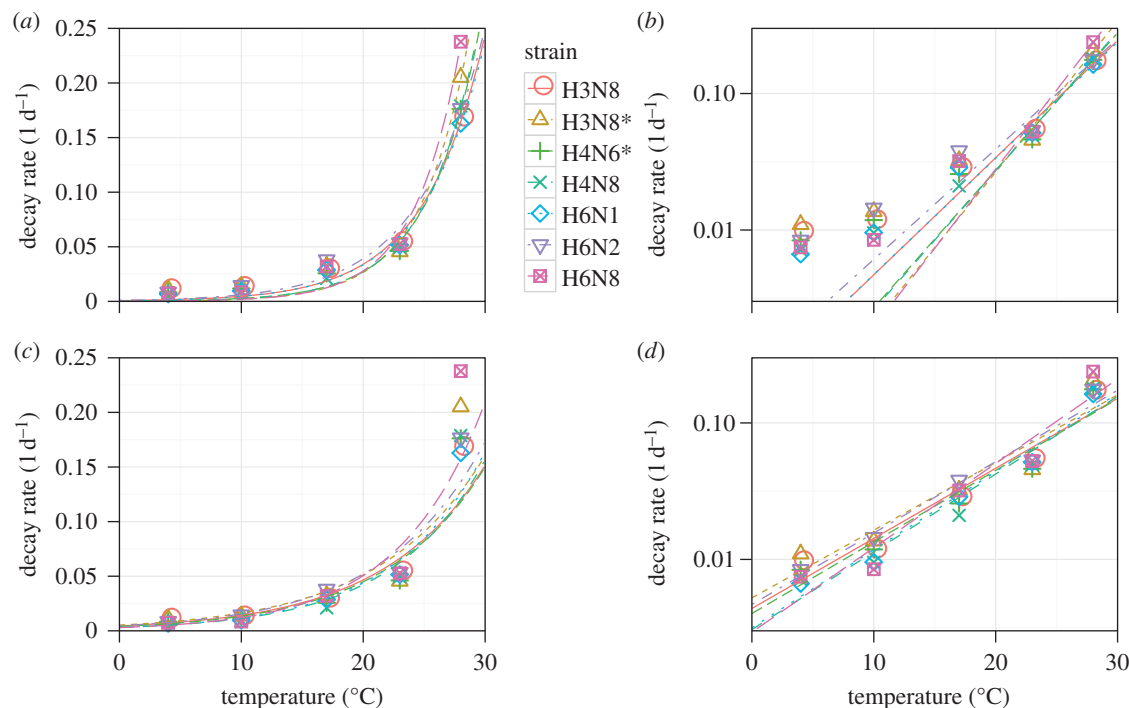 (a)
decay rate (1 d⁻¹)
0.25
0.20
0.15
0.10
0.05
0
strain
H3N8
H3N8*
H4N6*
H4N8
H6N1
H6N2
H6N8
(b)
decay rate (1 d⁻¹)
0.10
0.01
(c)
decay rate (1 d⁻¹)
0.25
0.20
0.15
0.10
0.05
0
0 10 20 30
temperature (°C)
(d)
decay rate (1 d⁻¹)
0.10
0.01
0 10 20 30
temperature (°C)